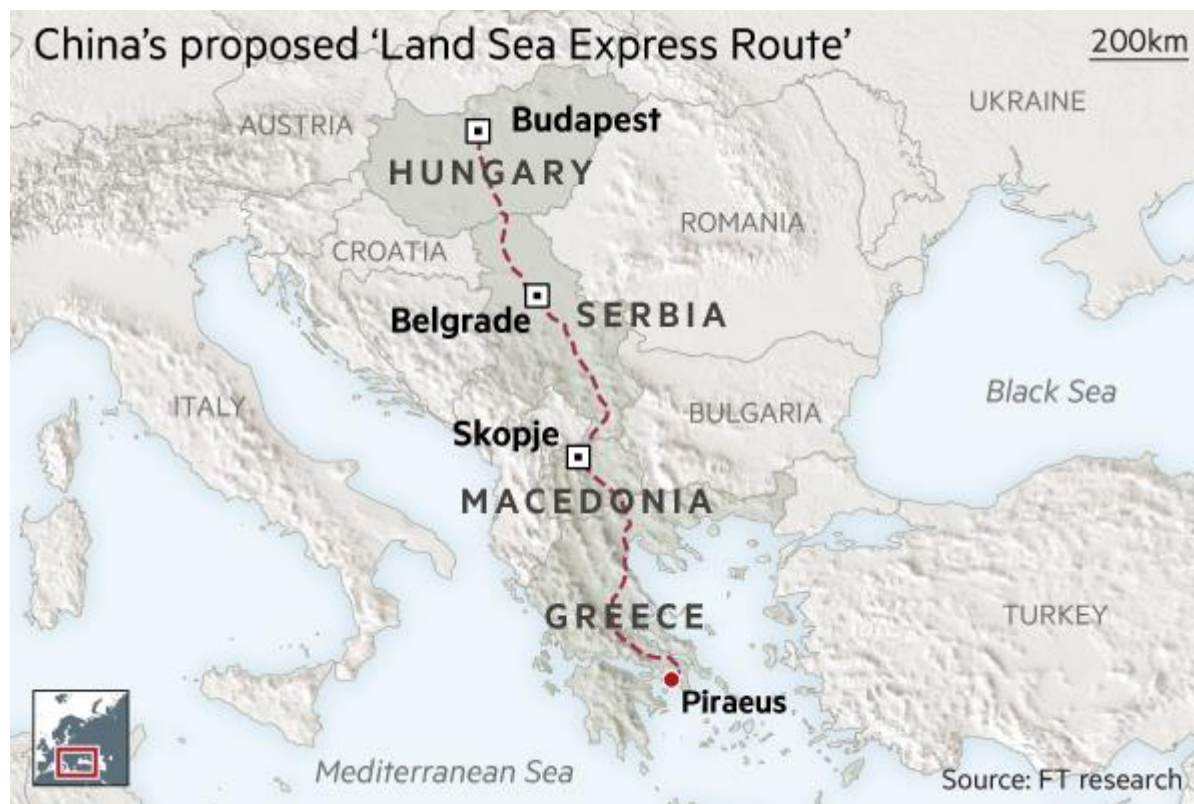 China's proposed 'Land Sea Express Route'
200km
UKRAINE
AUSTRIA
Budapest
HUNGARY
ROMANIA
CROATIA
Belgrade
SERBIA
Black Sea
ITALY
BULGARIA
Skopje
MACEDONIA
GREECE
TURKEY
Piraeus
Mediterranean Sea
Source: FT research